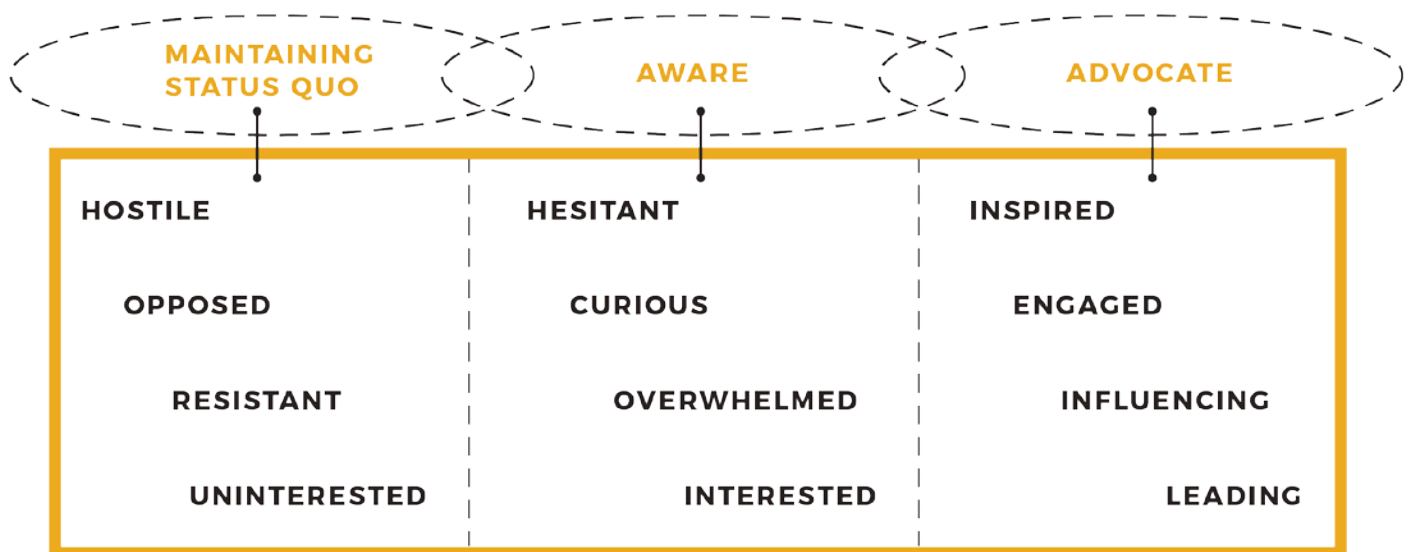 MAINTAINING
STATUS QUO
AWARE
ADVOCATE
HOSTILE
OPPOSED
RESISTANT
UNINTERESTED
HESITANT
CURIOUS
OVERWHELMED
INTERESTED
INSPIRED
ENGAGED
INFLUENCING
LEADING